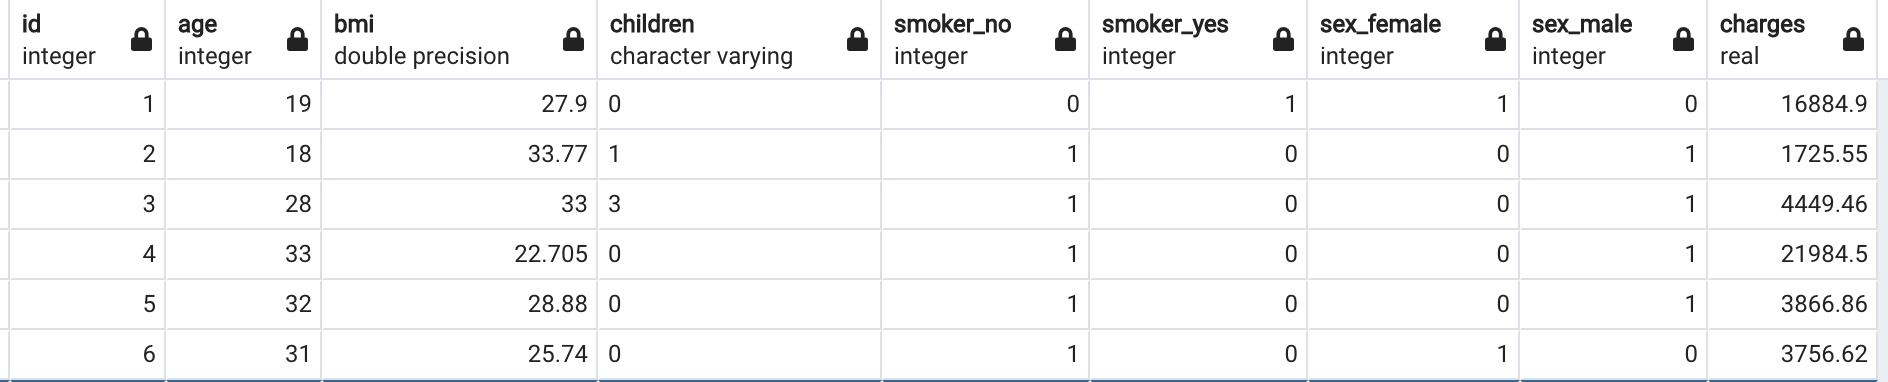 id age bmi children smoker_no smoker_yes sex_female sex_male charges
integer integer double precision character varying integer integer integer integer real
1 19 27.9 0 0 1 1 0 16884.9
2 18 33.77 1 1 0 0 1 1725.55
3 28 33 3 1 0 0 1 4449.46
4 33 22.705 0 1 0 0 1 21984.5
5 32 28.88 0 1 0 0 1 3866.86
6 31 25.74 0 1 0 1 0 3756.62